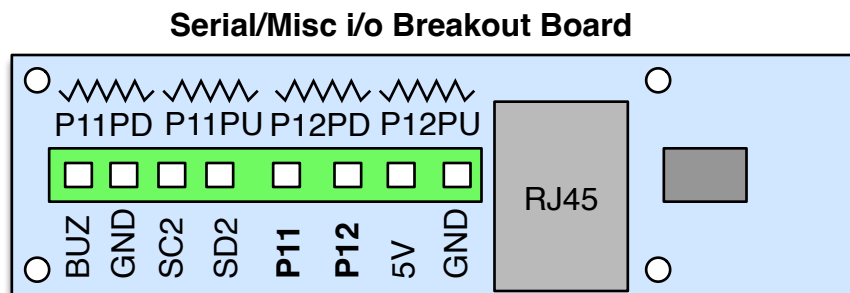 Serial/Misc i/o Breakout Board
P11PD P11PU P12PD P12PU
RJ45
BUZ GND SC2 SD2 P11 P12 5V GND